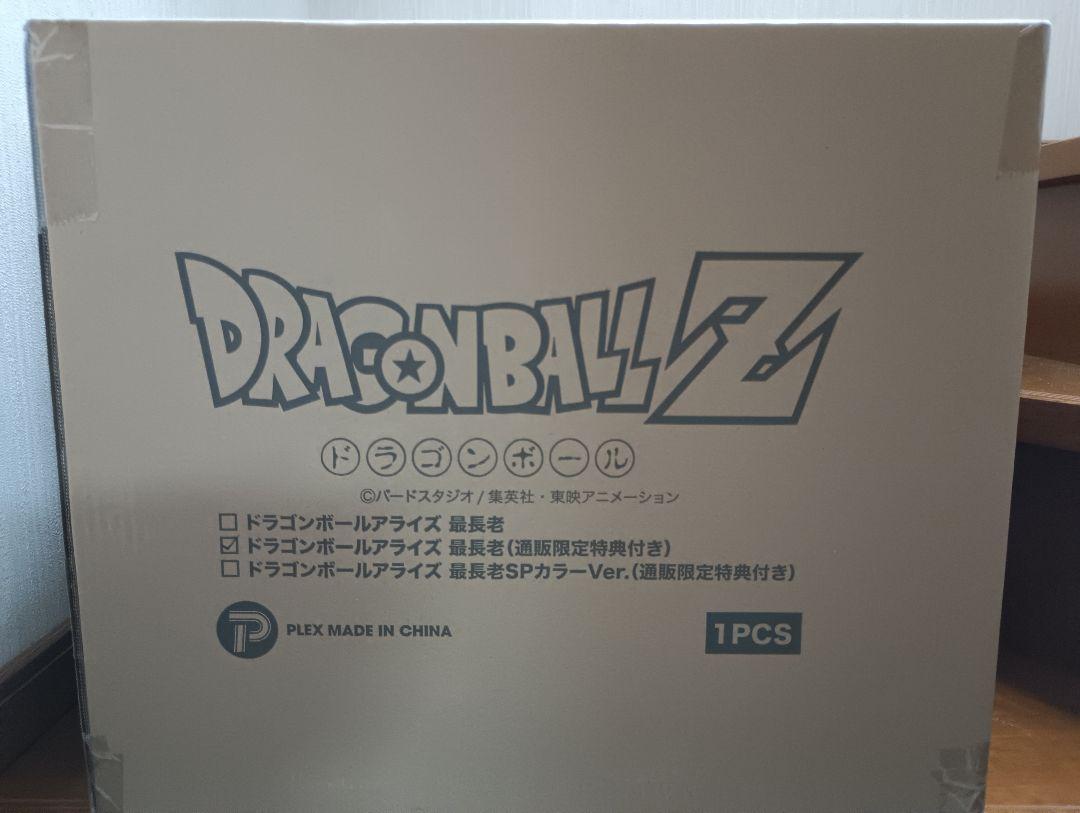 DRAGONBALL Z
ドラゴンボール
©バードスタジオ / 集英社・東映アニメーション
☐ ドラゴンボールアライズ 最長老
☑ ドラゴンボールアライズ 最長老(通販限定特典付き)
☐ ドラゴンボールアライズ 最長老SPカラーVer.(通販限定特典付き)
P PLEX MADE IN CHINA
1PCS